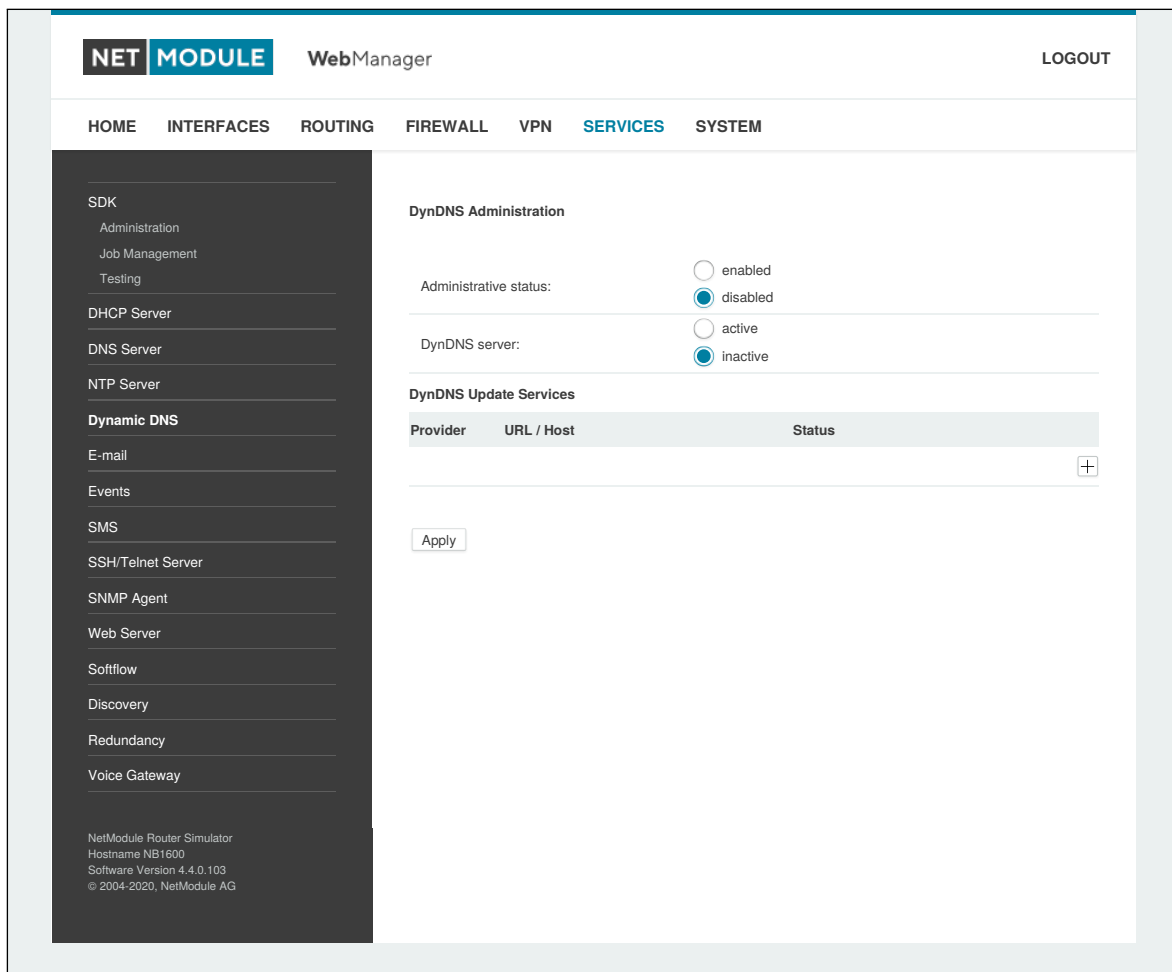 NET MODULE WebManager LOGOUT
HOME INTERFACES ROUTING FIREWALL VPN SERVICES SYSTEM
SDK
Administration
Job Management
Testing
DHCP Server
DNS Server
NTP Server
Dynamic DNS
E-mail
Events
SMS
SSH/Telnet Server
SNMP Agent
Web Server
Softflow
Discovery
Redundancy
Voice Gateway
NetModule Router Simulator
Hostname NB1600
Software Version 4.4.0.103
© 2004-2020, NetModule AG
DynDNS Administration
Administrative status:
enabled
disabled
DynDNS server:
active
inactive
DynDNS Update Services
Provider URL / Host Status
Apply